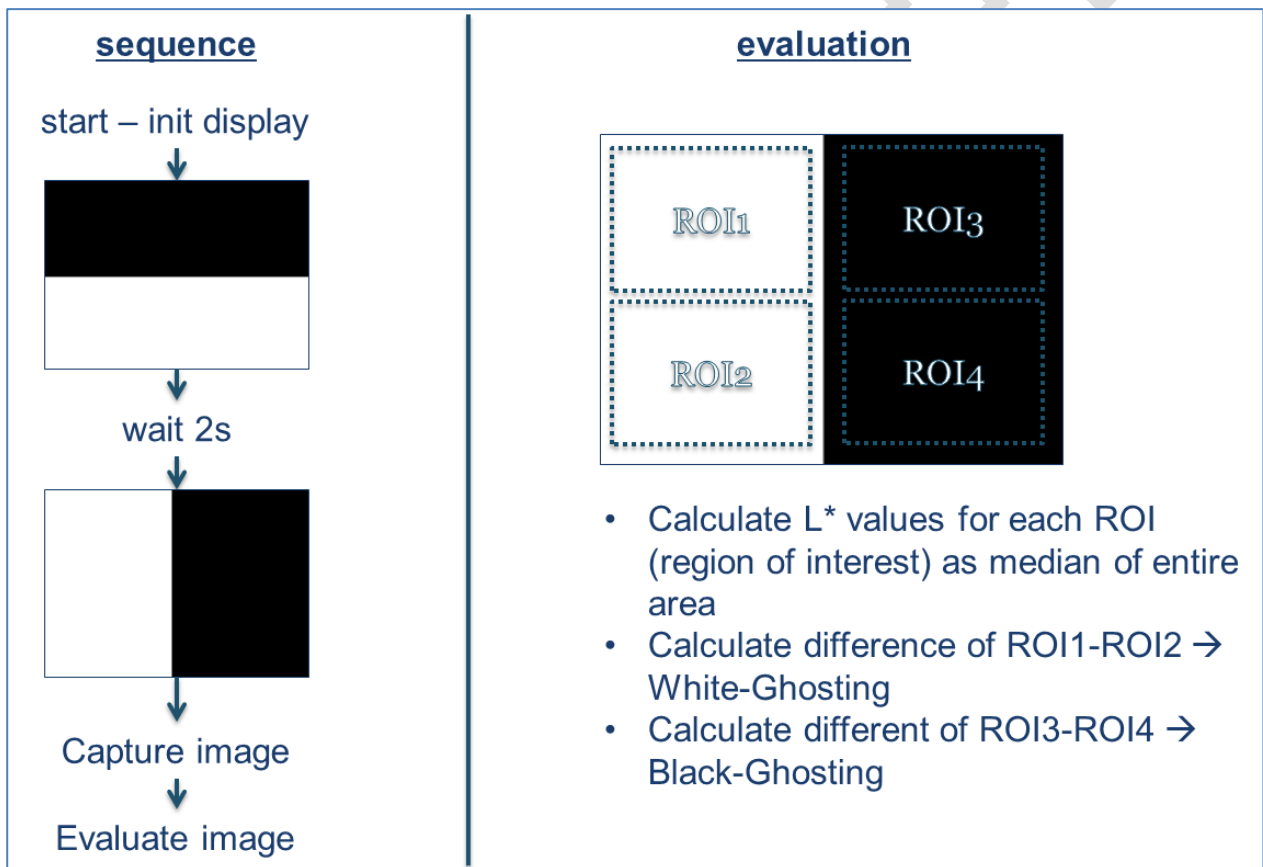 sequence
start – init display
wait 2s
Capture image
Evaluate image
evaluation
ROI1
ROI3
ROI2
ROI4
• Calculate L* values for each ROI
(region of interest) as median of entire
area
• Calculate difference of ROI1-ROI2 →
White-Ghosting
• Calculate different of ROI3-ROI4 →
Black-Ghosting